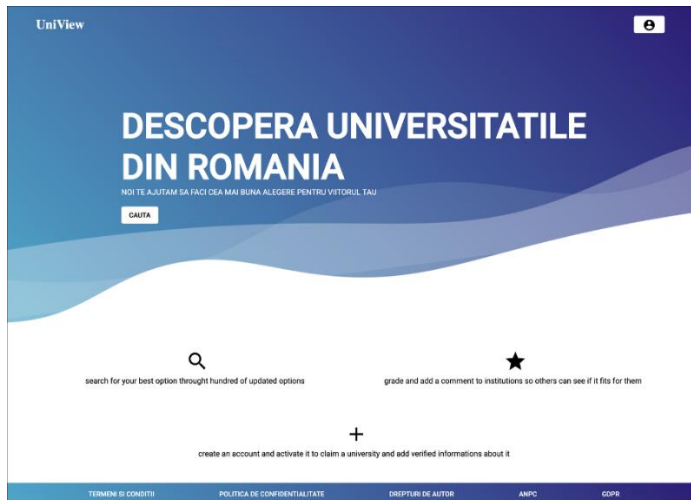 UniView
DESCOPERA UNIVERSITATILE
DIN ROMANIA
NOI TE AJUTAM SA FACI CEA MAI BUNA ALEGERE PENTRU VIITORUL TAU
CAUTA
search for your best option throught hundred of updated options
grade and add a comment to institutions so others can see if it fits for them
create an account and activate it to claim a university and add verified informations about it
TERMENI SI CONDITII POLITICA DE CONFIDENTIALITATE DREPTURI DE AUTOR ANPC GDPR